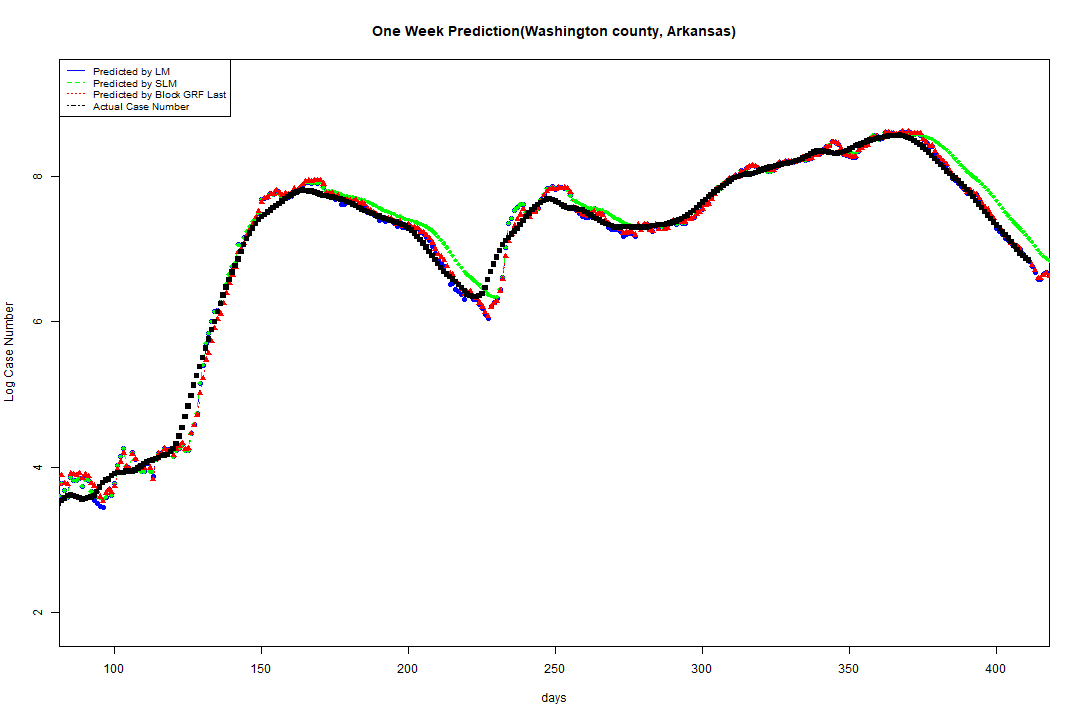 One Week Prediction(Washington county, Arkansas)
Predicted by LM
Predicted by SLM
Predicted by Block GRF Last
Actual Case Number
8
6
4
2
Log Case Number
100 150 200 250 300 350 400
days